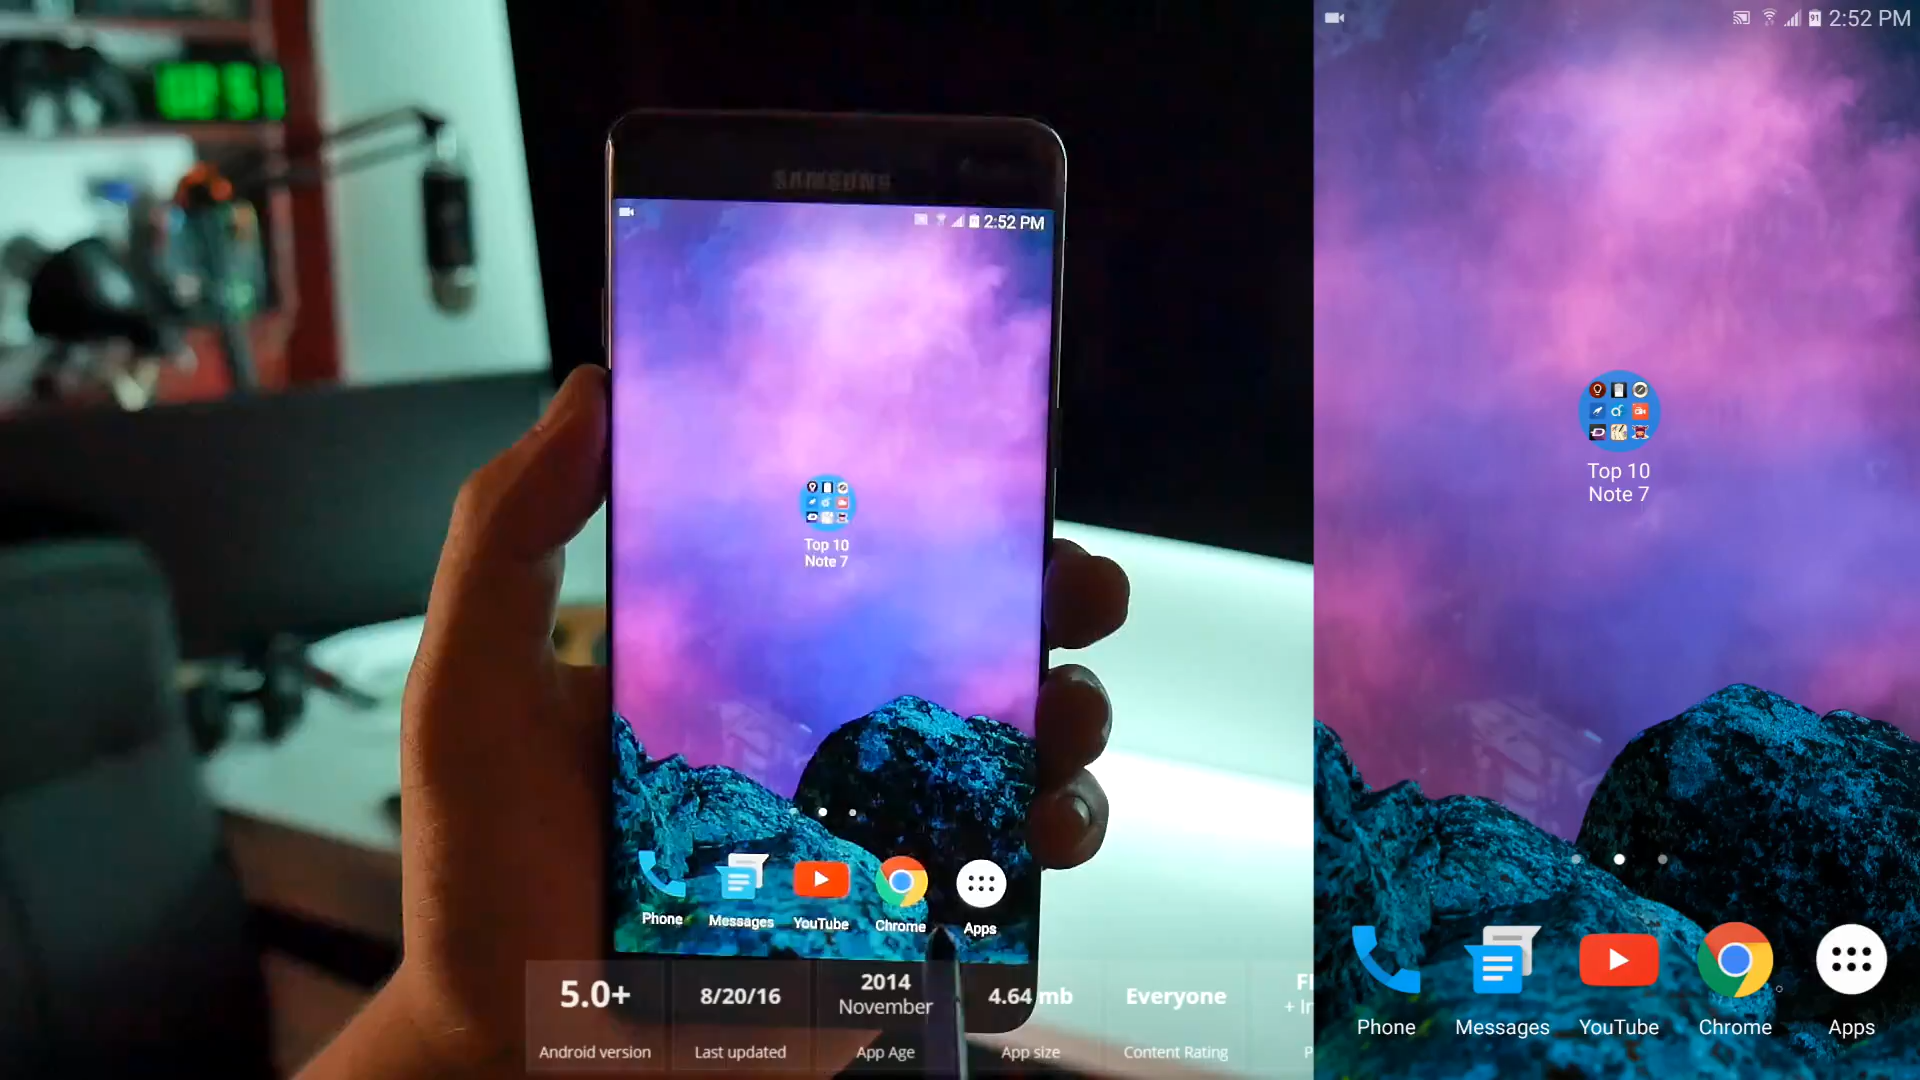 SAMSUNG
2:52 PM
Top 10
Note 7
Phone
Messages
YouTube
Chrome
Apps
5.0+
Android version
8/20/16
Last updated
2014
November
App Age
4.64 mb
App size
Everyone
Content Rating
91
2:52 PM
Top 10
Note 7
Phone
Messages
YouTube
Chrome
Apps